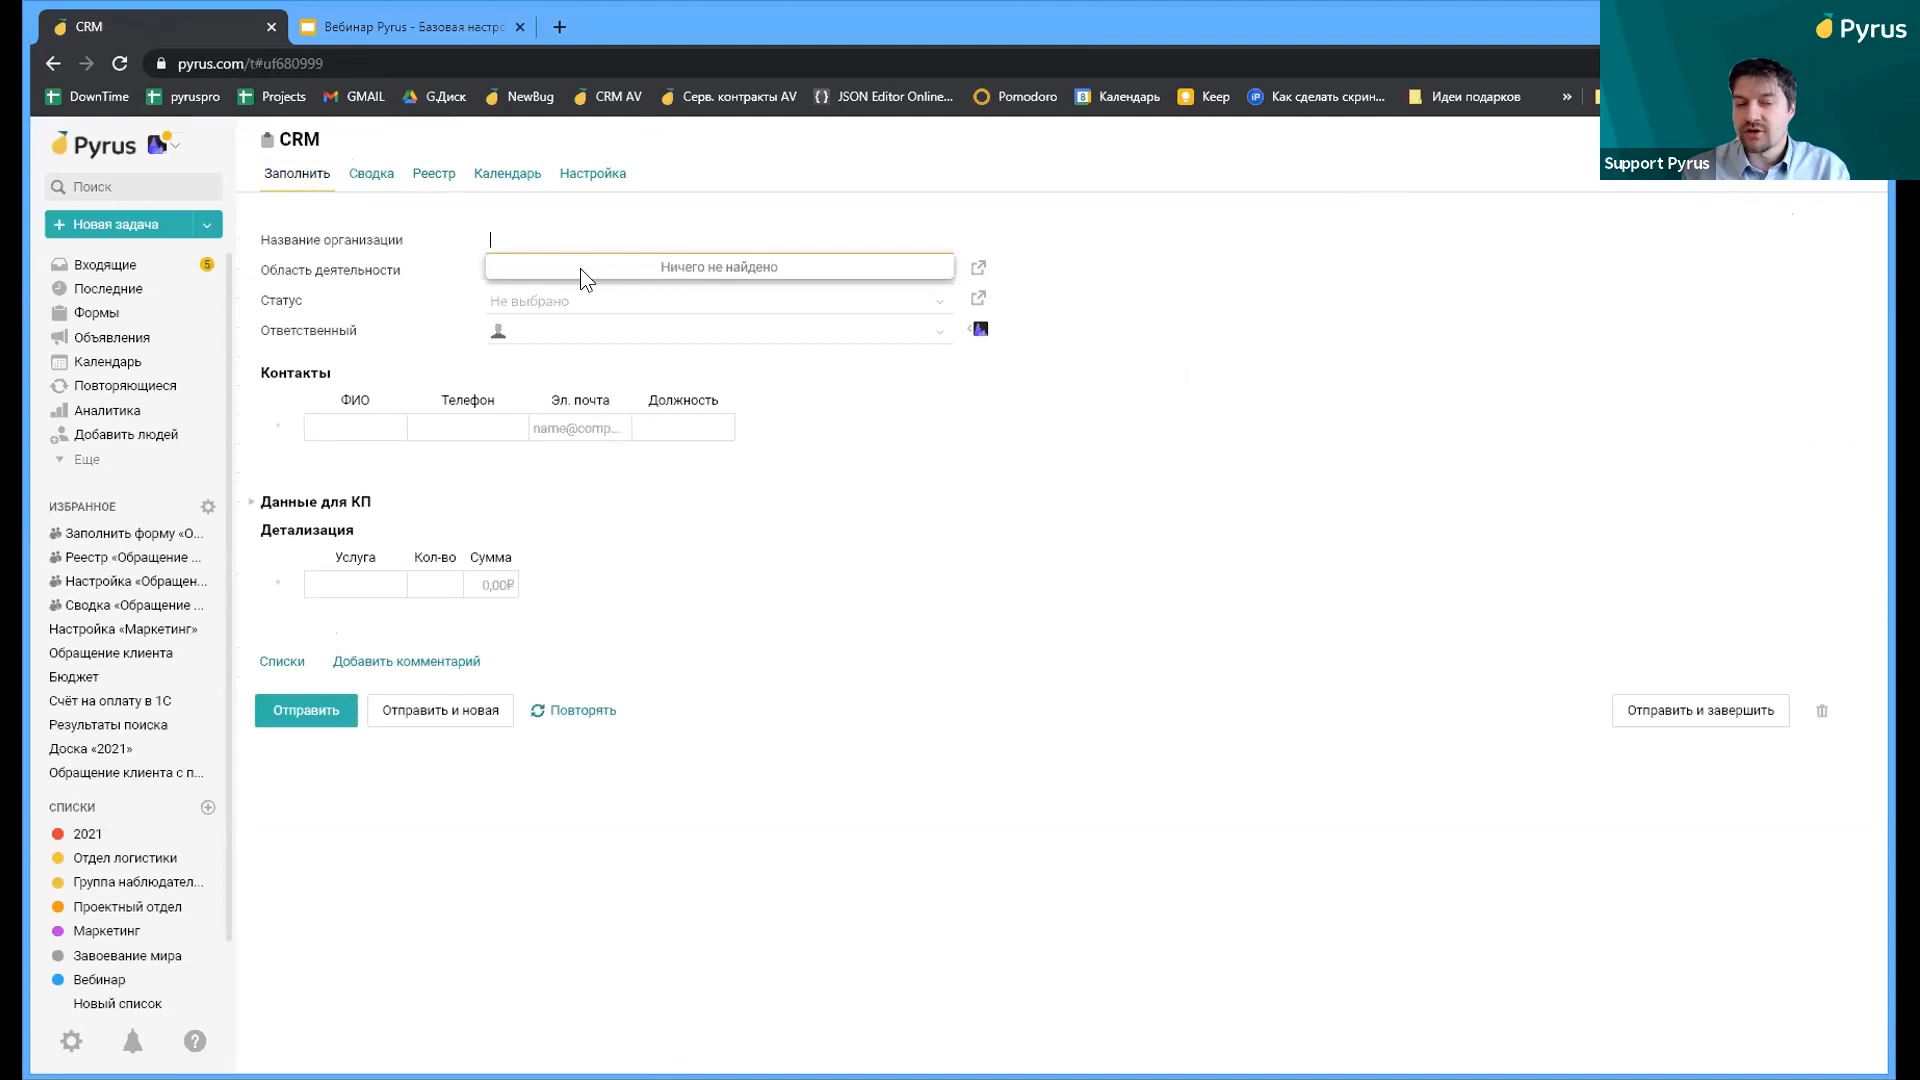 CRM
Вебинар Pyrus - Базовая настро
Pyrus
pyrus.com/t#uf680999
DownTime
pyruspro
Projects
GMAIL
G.Диск
NewBug
CRM AV
Серв. контракты AV
JSON Editor Online...
Pomodoro
Календарь
Keep
Как сделать скрин...
Идеи подарков
»
Support Pyrus
Pyrus
Поиск
+ Новая задача
Входящие 5
Последние
Формы
Объявления
Календарь
Повторяющиеся
Аналитика
Добавить людей
Еще
ИЗБРАННОЕ
Заполнить форму «О...
Реестр «Обращение ...
Настройка «Обращен...
Сводка «Обращение ...
Настройка «Маркетинг»
Обращение клиента
Бюджет
Счёт на оплату в 1С
Результаты поиска
Доска «2021»
Обращение клиента с п...
СПИСКИ
2021
Отдел логистики
Группа наблюдател...
Проектный отдел
Маркетинг
Завоевание мира
Вебинар
Новый список
CRM
Заполнить Сводка Реестр Календарь Настройка
Название организации
Ничего не найдено
Область деятельности
Статус Не выбрано
Ответственный
Контакты
ФИО Телефон Эл. почта Должность
name@comp...
Данные для КП
Детализация
Услуга Кол-во Сумма
0,00₽
Списки Добавить комментарий
Отправить Отправить и новая Повторять Отправить и завершить